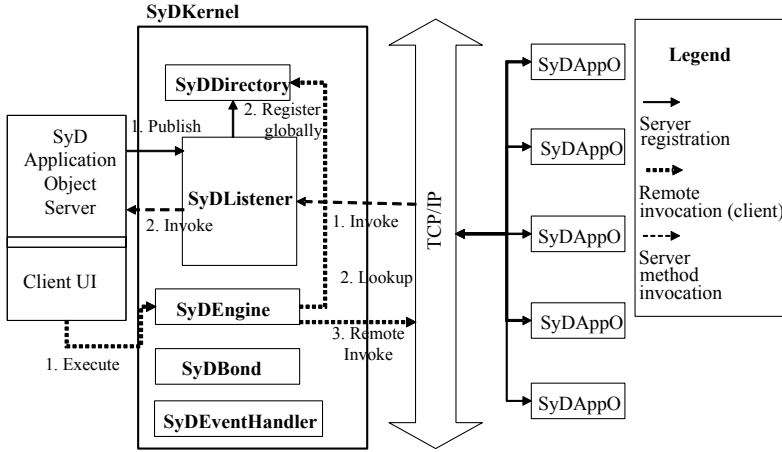 SyDKernel
SyDDirectory
1. Publish
2. Register
globally
SyD
Application
Object
Server
SyDListener
2. Invoke
1. Invoke
Client UI
2. Lookup
SyDEngine
3. Remote
Invoke
1. Execute
SyDBond
SyDEventHandler
TCP/IP
SyDAppO
SyDAppO
SyDAppO
SyDAppO
SyDAppO
Legend
Server
registration
Remote
invocation (client)
Server
method
invocation